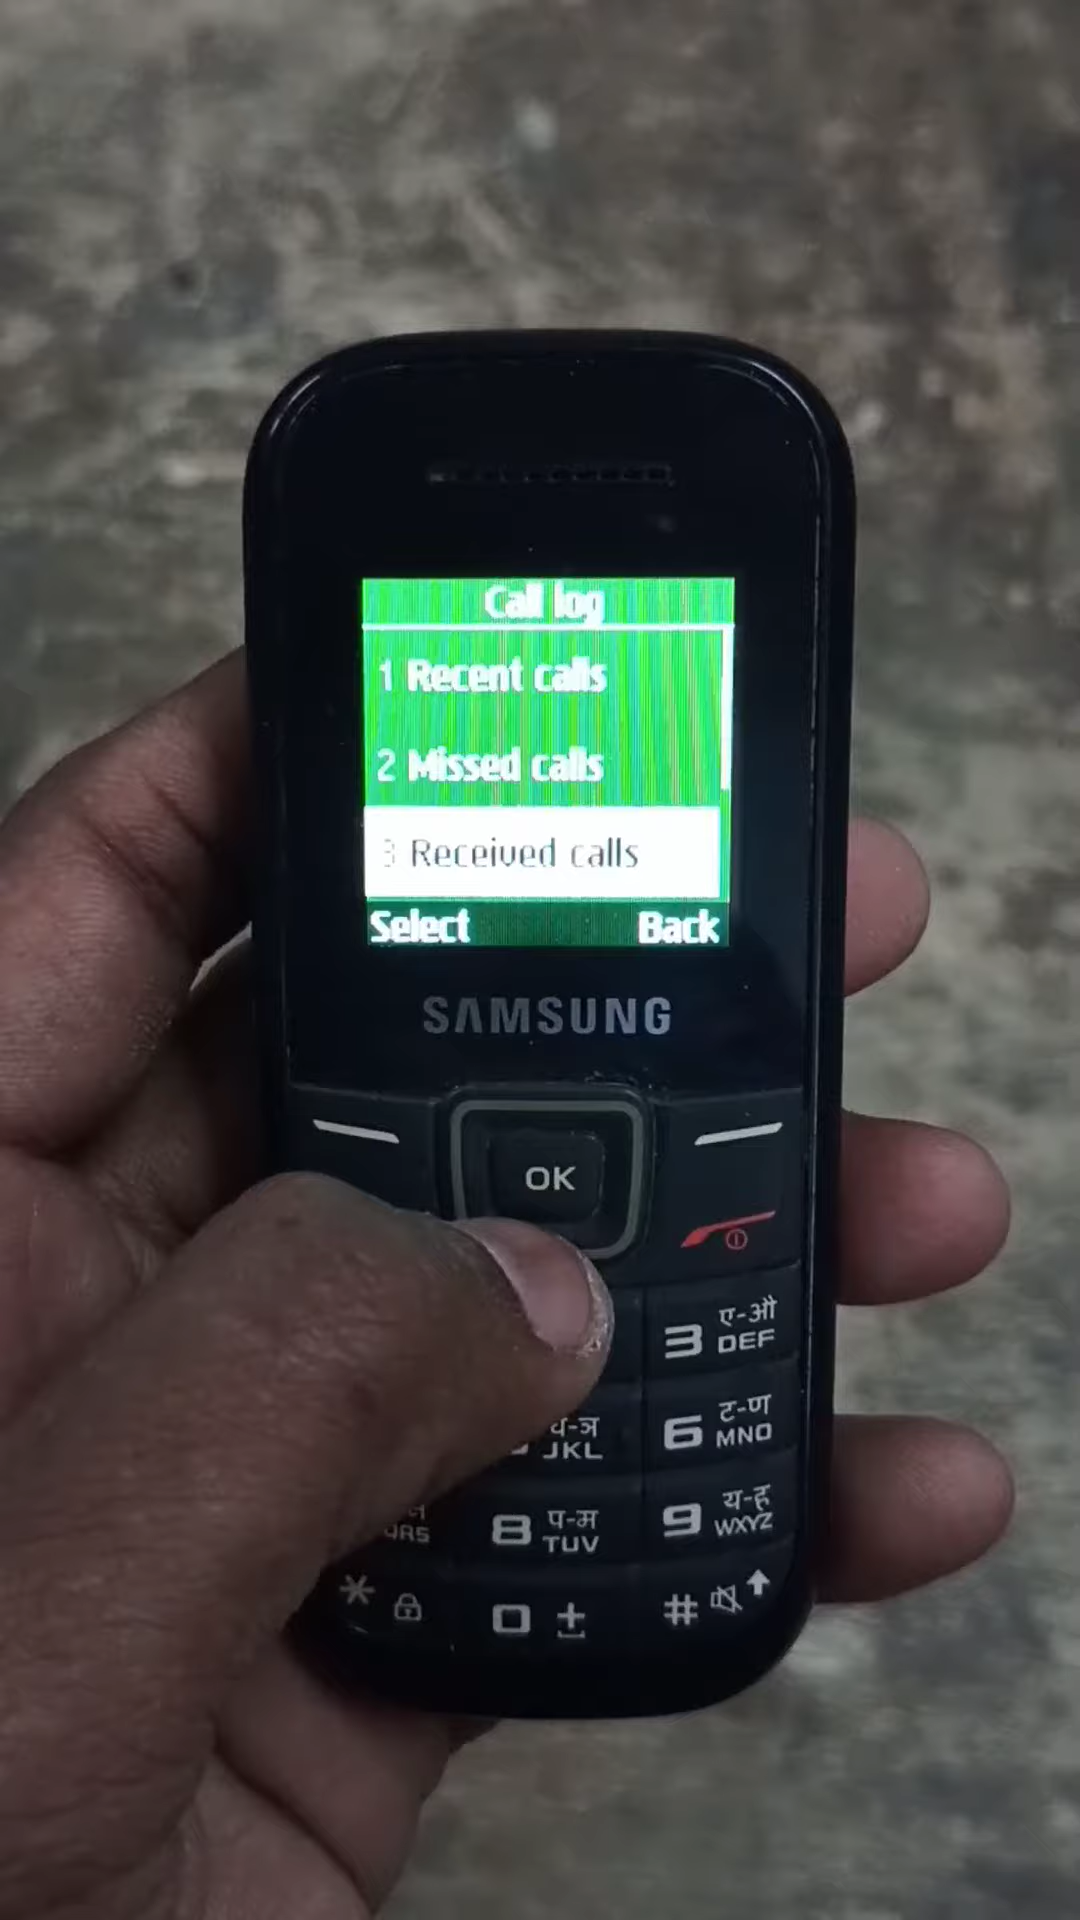 Call log
1 Recent calls
2 Missed calls
3 Received calls
Select Back
SAMSUNG
OK
3 ए-औ DEF
JKL
6 ट-ण MNO
8 प-म TUV
9 य-ह WXYZ
* 0 + #